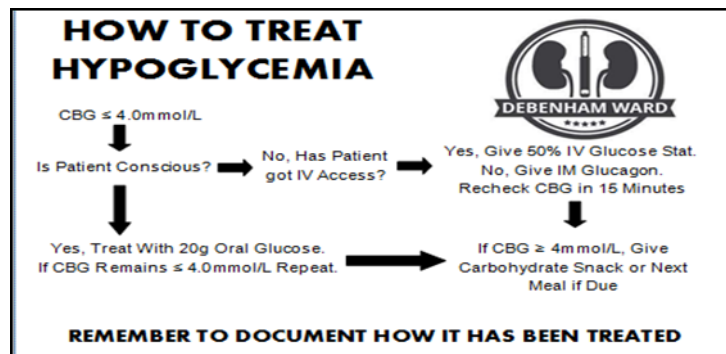 HOW TO TREAT
HYPOGLYCEMIA
DEBENHAM WARD
CBG ≤ 4.0mmol/L
Is Patient Conscious?
No, Has Patient
got IV Access?
Yes, Give 50% IV Glucose Stat.
No, Give IM Glucagon.
Recheck CBG in 15 Minutes
Yes, Treat With 20g Oral Glucose.
If CBG Remains ≤ 4.0mmol/L Repeat.
If CBG ≥ 4mmol/L, Give
Carbohydrate Snack or Next
Meal if Due
REMEMBER TO DOCUMENT HOW IT HAS BEEN TREATED